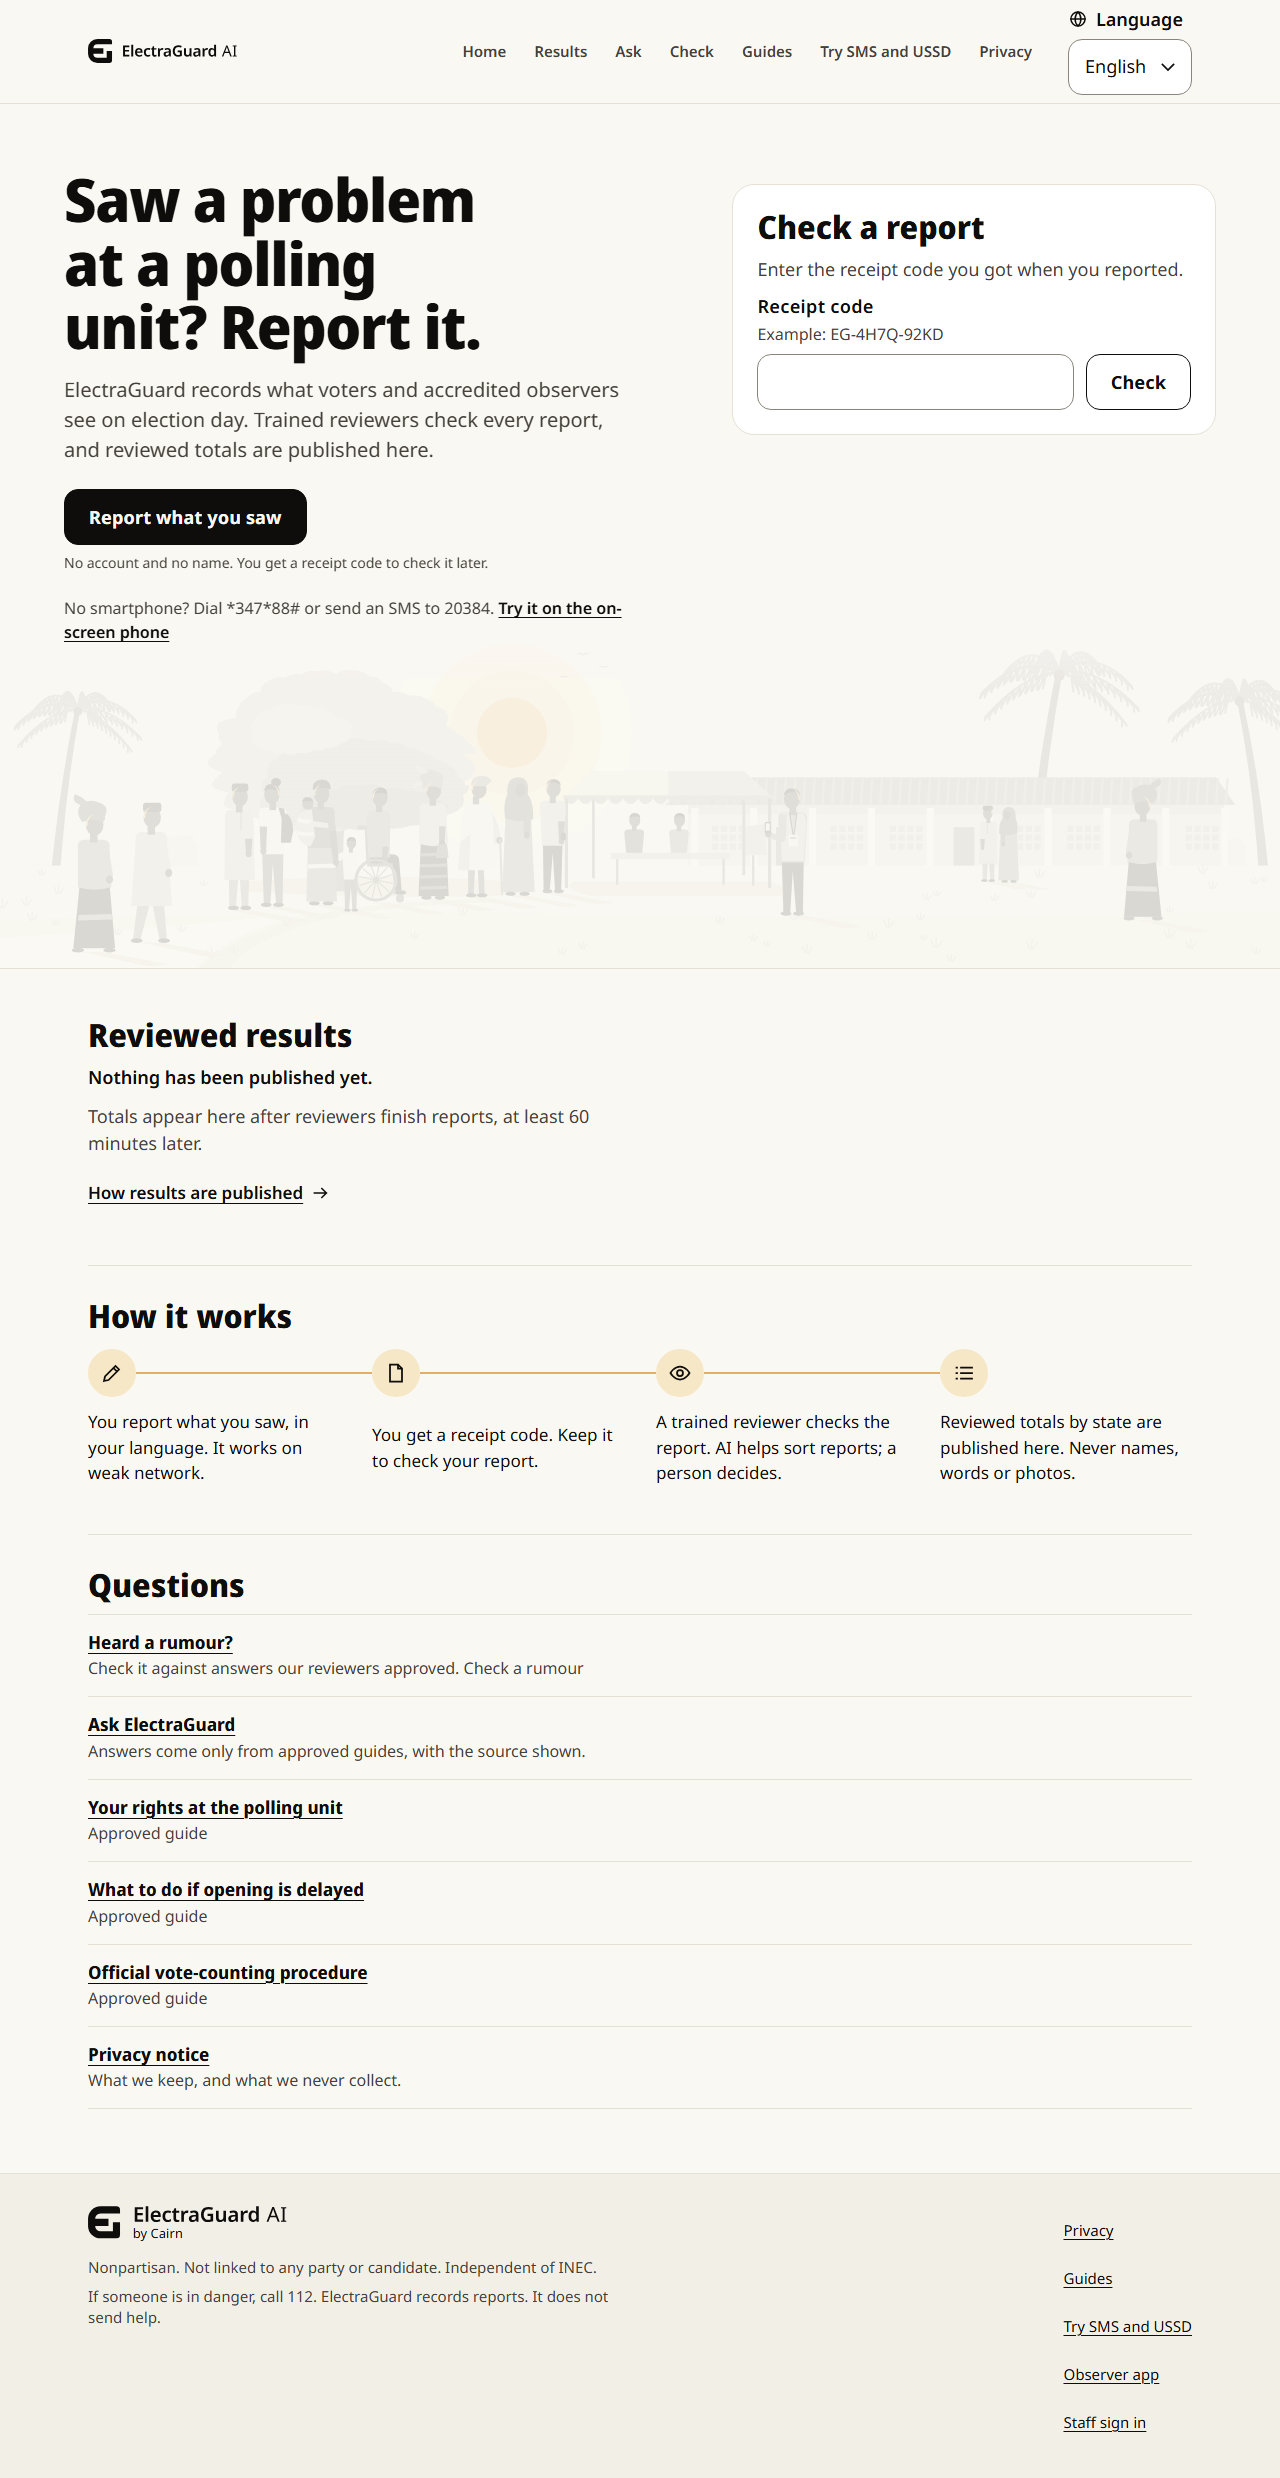 ElectraGuard AI
Home Results Ask Check Guides Try SMS and USSD Privacy
Language
English
Saw a problem
at a polling
unit? Report it.
ElectraGuard records what voters and accredited observers
see on election day. Trained reviewers check every report,
and reviewed totals are published here.
Report what you saw
No account and no name. You get a receipt code to check it later.
No smartphone? Dial *347*88# or send an SMS to 20384. Try it on the on-
screen phone
Check a report
Enter the receipt code you got when you reported.
Receipt code
Example: EG-4H7Q-92KD
Check
Reviewed results
Nothing has been published yet.
Totals appear here after reviewers finish reports, at least 60
minutes later.
How results are published →
How it works
You report what you saw, in
your language. It works on
weak network.
You get a receipt code. Keep it
to check your report.
A trained reviewer checks the
report. AI helps sort reports; a
person decides.
Reviewed totals by state are
published here. Never names,
words or photos.
Questions
Heard a rumour?
Check it against answers our reviewers approved. Check a rumour
Ask ElectraGuard
Answers come only from approved guides, with the source shown.
Your rights at the polling unit
Approved guide
What to do if opening is delayed
Approved guide
Official vote-counting procedure
Approved guide
Privacy notice
What we keep, and what we never collect.
ElectraGuard AI
by Cairn
Nonpartisan. Not linked to any party or candidate. Independent of INEC.
If someone is in danger, call 112. ElectraGuard records reports. It does not
send help.
Privacy
Guides
Try SMS and USSD
Observer app
Staff sign in